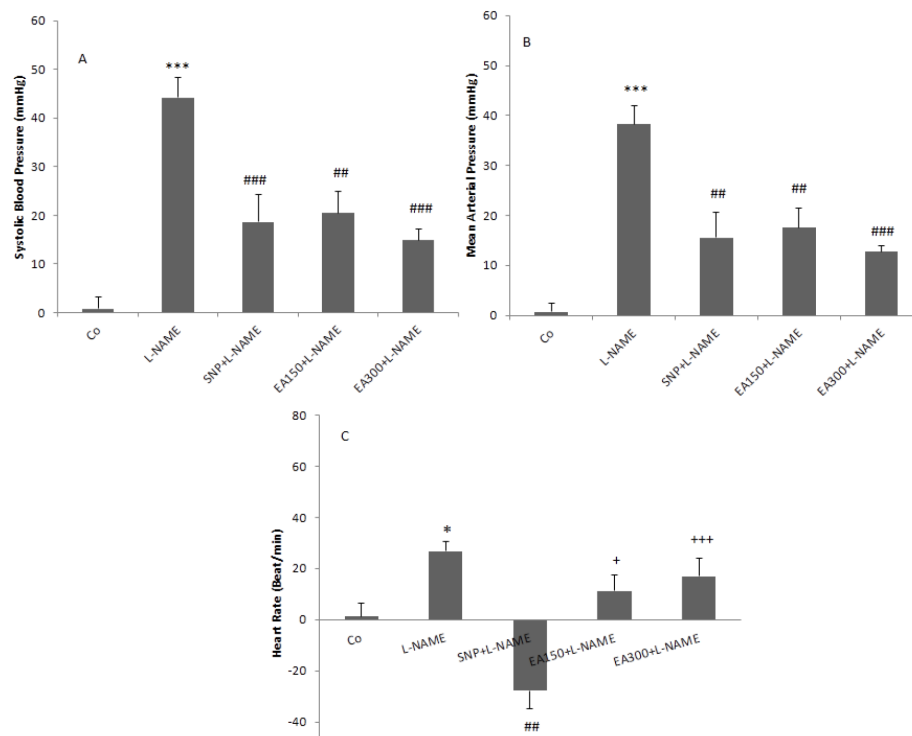 A
Systolic Blood Pressure (mmHg)
60
50
40
30
20
10
0
***
###
##
###
Co
L-NAME
SNP+L-NAME
EA150+L-NAME
EA300+L-NAME
B
Mean Arterial Pressure (mmHg)
60
50
40
30
20
10
0
***
##
##
###
Co
L-NAME
SNP+L-NAME
EA150+L-NAME
EA300+L-NAME
C
Heart Rate (Beat/min)
80
60
40
20
0
-20
-40
*
##
+
+++
Co
L-NAME
SNP+L-NAME
EA150+L-NAME
EA300+L-NAME